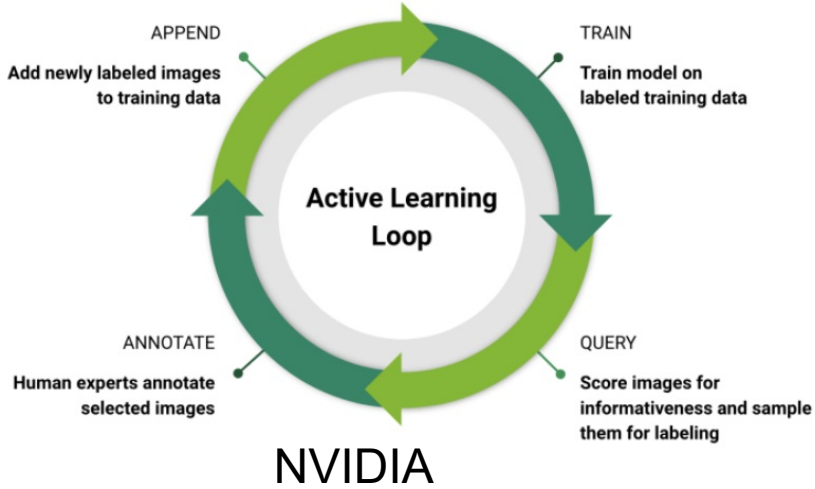 APPEND
Add newly labeled images
to training data
TRAIN
Train model on
labeled training data
Active Learning
Loop
ANNOTATE
Human experts annotate
selected images
QUERY
Score images for
informativeness and sample
them for labeling
NVIDIA